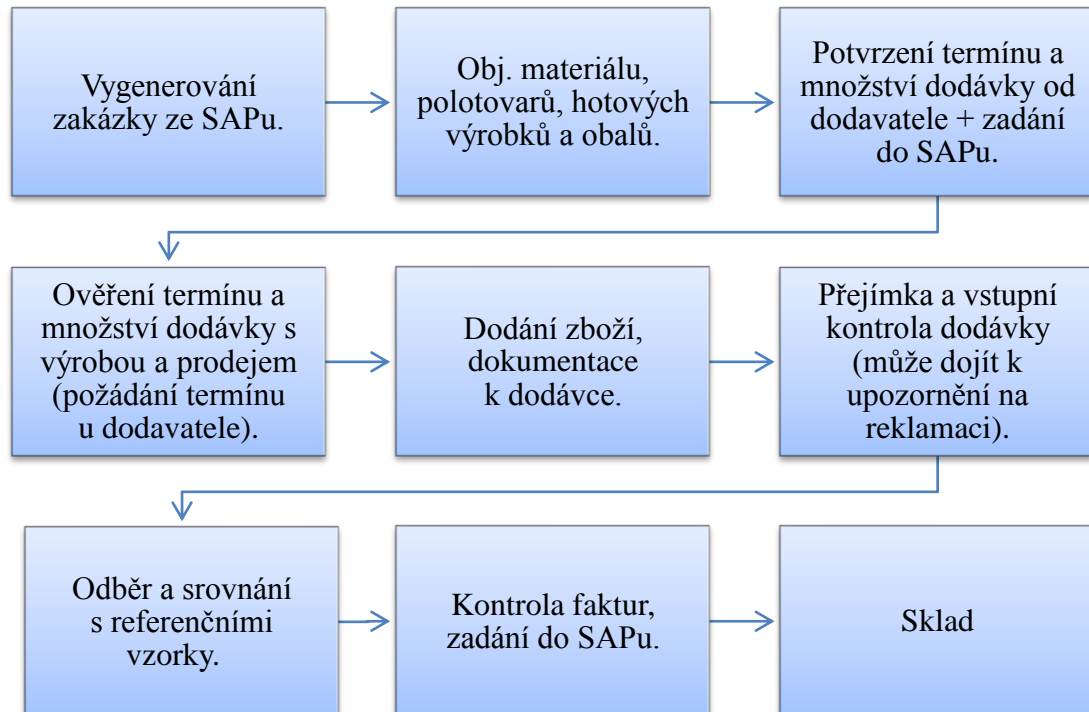 Vygenerování
zakázky ze SAPu.
Obj. materiálu,
polotovarů, hotových
výrobků a obalů.
Potvrzení termínu a
množství dodávky od
dodavatele + zadání
do SAPu.
Ověření termínu a
množství dodávky s
výrobou a prodejem
(požádání termínu
u dodavatele).
Dodání zboží,
dokumentace
k dodávce.
Přejímka a vstupní
kontrola dodávky
(může dojít k
upozornění na
reklamaci).
Odběr a srovnání
s referenčními
vzorky.
Kontrola faktur,
zadání do SAPu.
Sklad